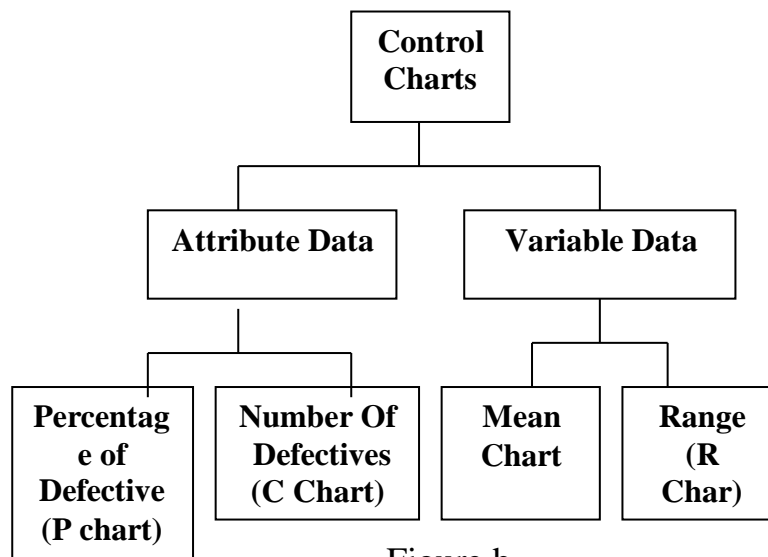 Control
Charts
Attribute Data
Variable Data
Percentag
e of
Defective
(P chart)
Number Of
Defectives
(C Chart)
Mean
Chart
Range
(R
Char)